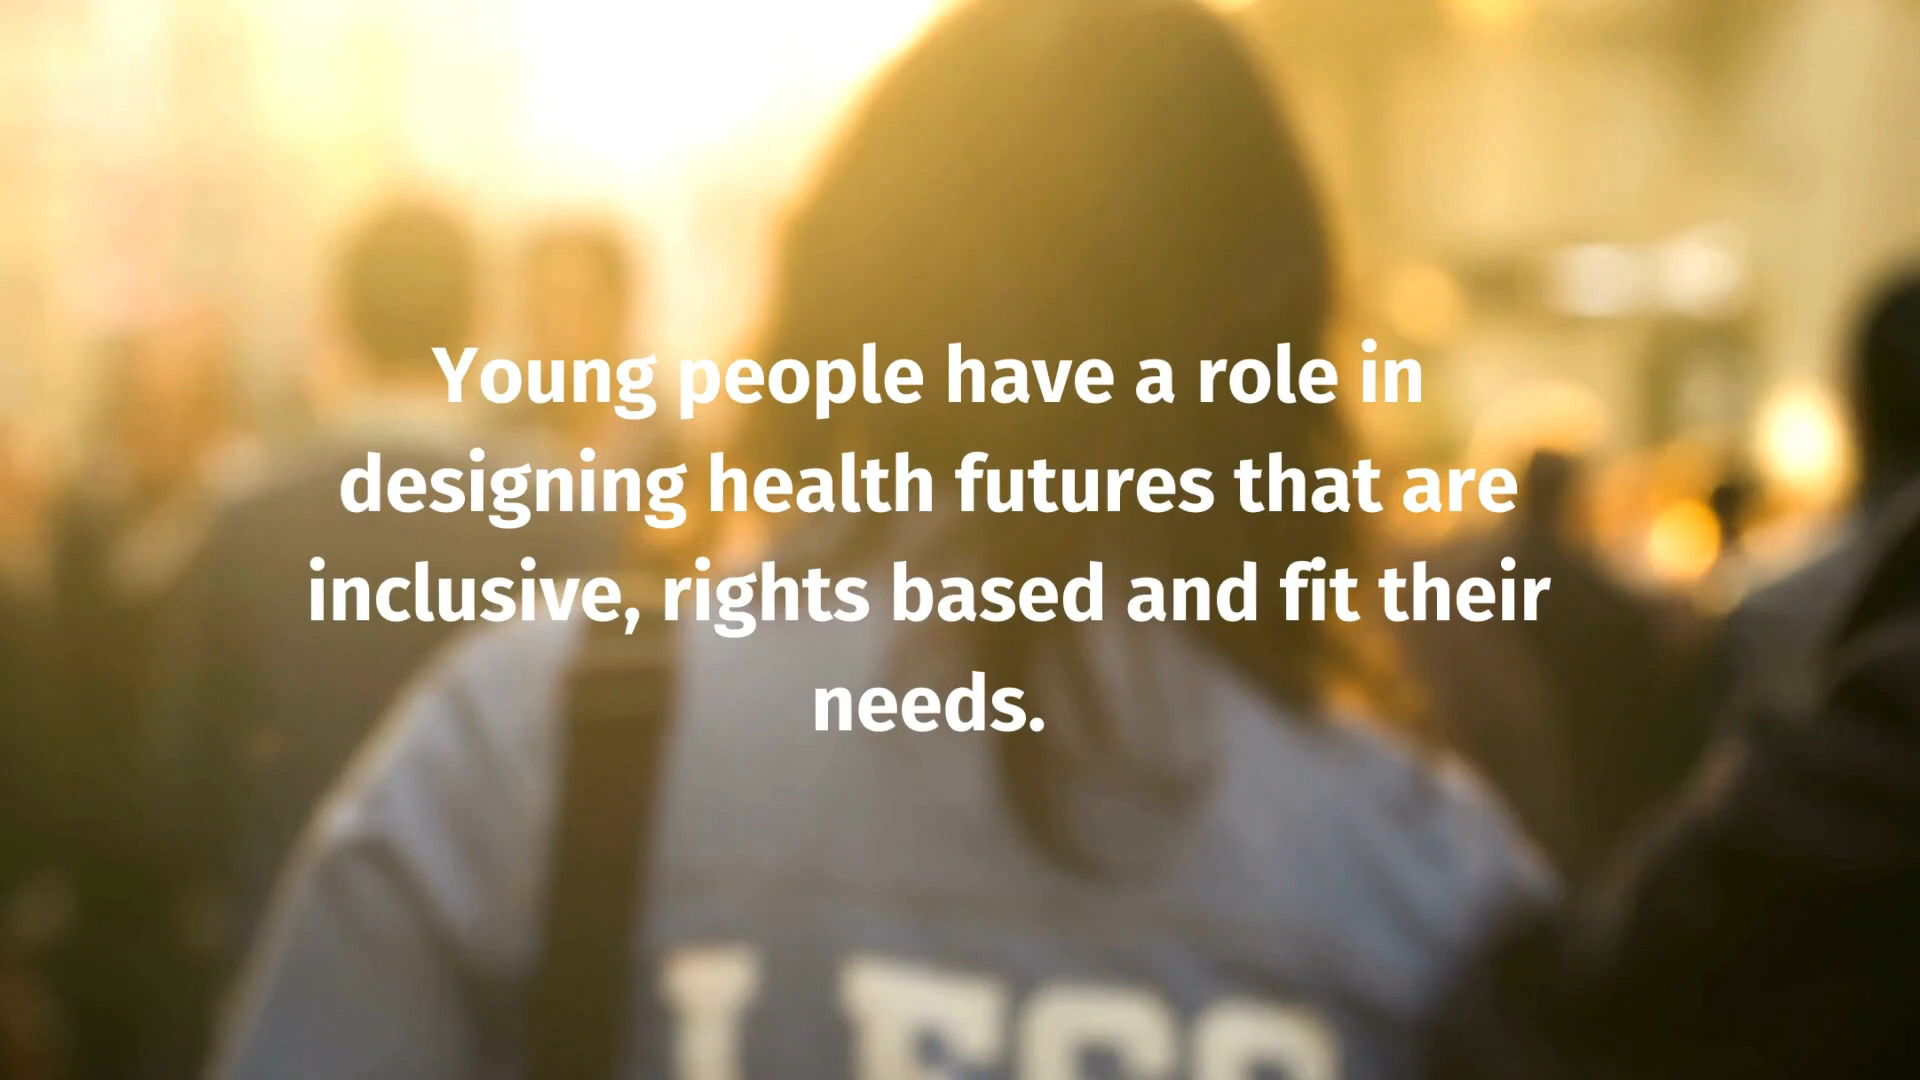 Young people have a role in
designing health futures that are
inclusive, rights based and fit their
needs.